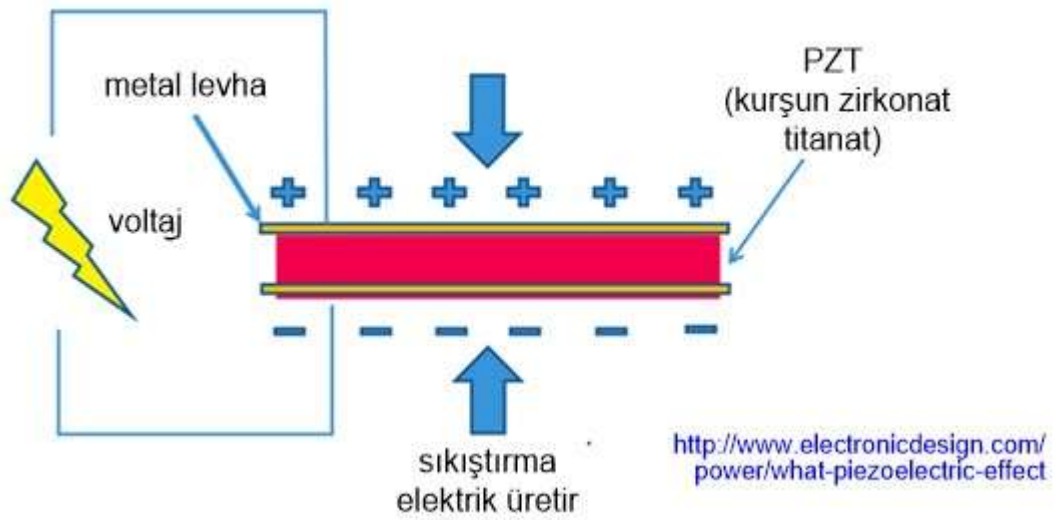 metal levha
PZT
(kurşun zirkonat
titanat)
voltaj
sıkıştırma
elektrik üretir
http://www.electronicdesign.com/
power/what-piezoelectric-effect